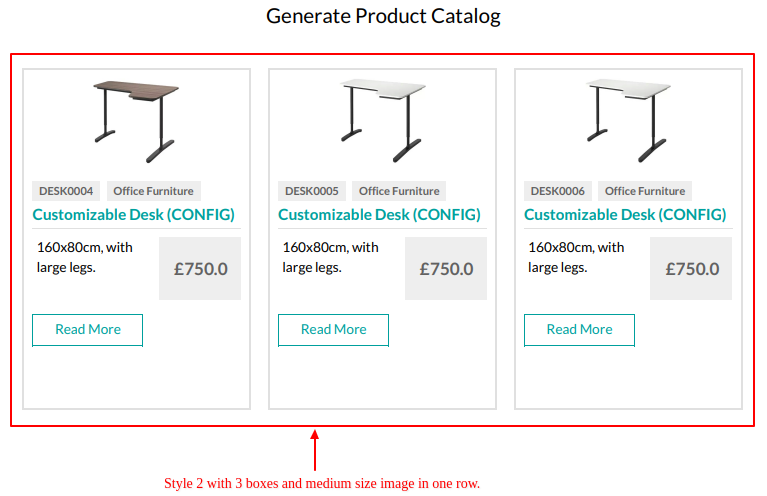 Generate Product Catalog
DESK0004 Office Furniture
Customizable Desk (CONFIG)
160x80cm, with
large legs.
£750.0
Read More
DESK0005 Office Furniture
Customizable Desk (CONFIG)
160x80cm, with
large legs.
£750.0
Read More
DESK0006 Office Furniture
Customizable Desk (CONFIG)
160x80cm, with
large legs.
£750.0
Read More
Style 2 with 3 boxes and medium size image in one row.